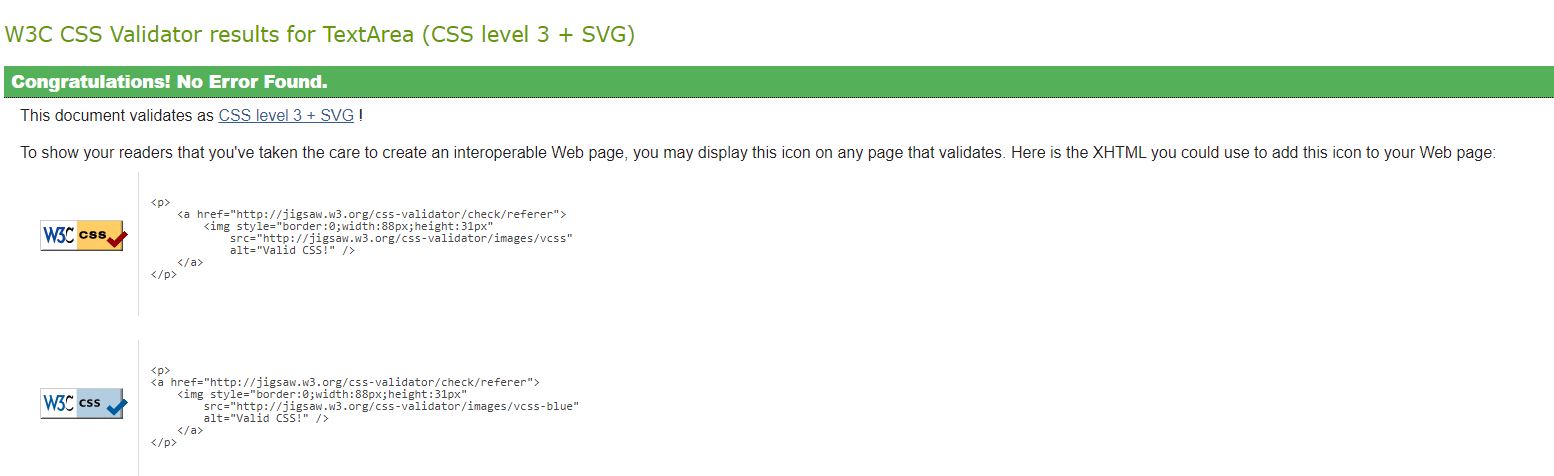 W3C CSS Validator results for TextArea (CSS level 3 + SVG)
Congratulations! No Error Found.
This document validates as CSS level 3 + SVG !
To show your readers that you've taken the care to create an interoperable Web page, you may display this icon on any page that validates. Here is the XHTML you could use to add this icon to your Web page:
W3C css
<p>
    <a href="http://jigsaw.w3.org/css-validator/check/referer">
        <img style="border:0;width:88px;height:31px"
            src="http://jigsaw.w3.org/css-validator/images/vcss"
            alt="Valid CSS!" />
    </a>
</p>
W3C css
<p>
<a href="http://jigsaw.w3.org/css-validator/check/referer">
    <img style="border:0;width:88px;height:31px"
        src="http://jigsaw.w3.org/css-validator/images/vcss-blue"
        alt="Valid CSS!" />
    </a>
</p>